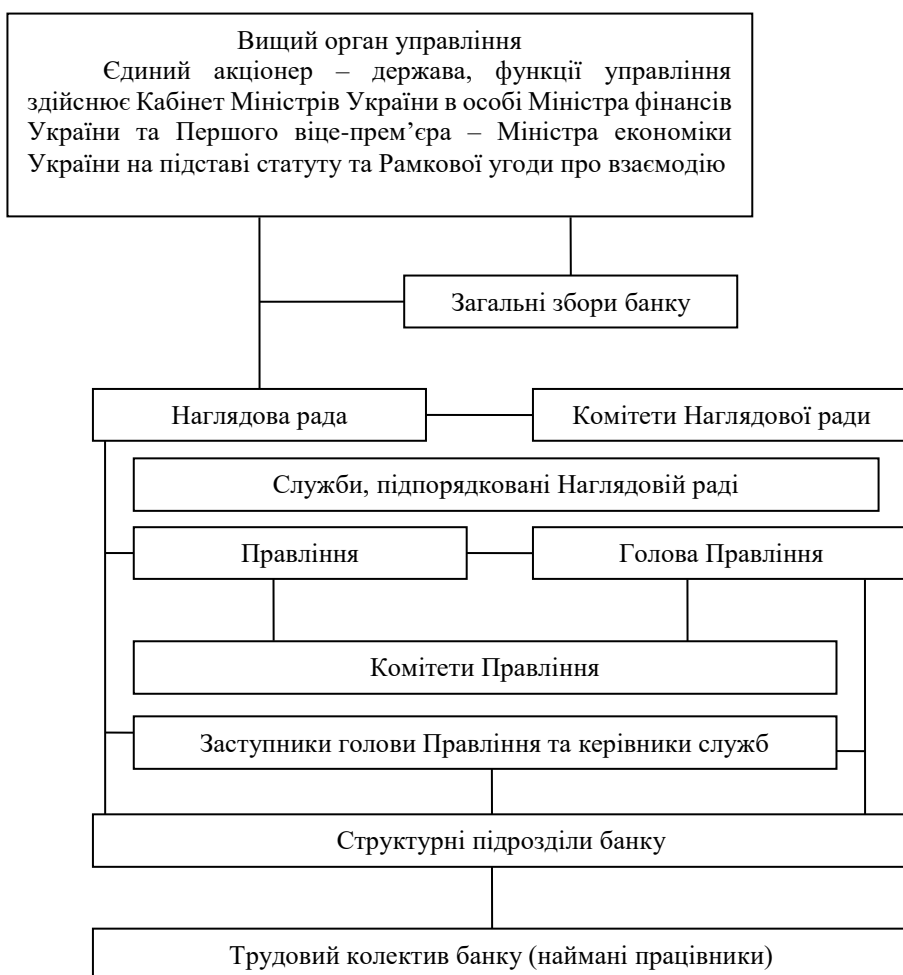 Вищий орган управління
Єдиний акціонер – держава, функції управління
здійснює Кабінет Міністрів України в особі Міністра фінансів
України та Першого віце-прем’єра – Міністра економіки
України на підставі статуту та Рамкової угоди про взаємодію
Загальні збори банку
Наглядова рада
Комітети Наглядової ради
Служби, підпорядковані Наглядовій раді
Правління
Голова Правління
Комітети Правління
Заступники голови Правління та керівники служб
Структурні підрозділи банку
Трудовий колектив банку (наймані працівники)